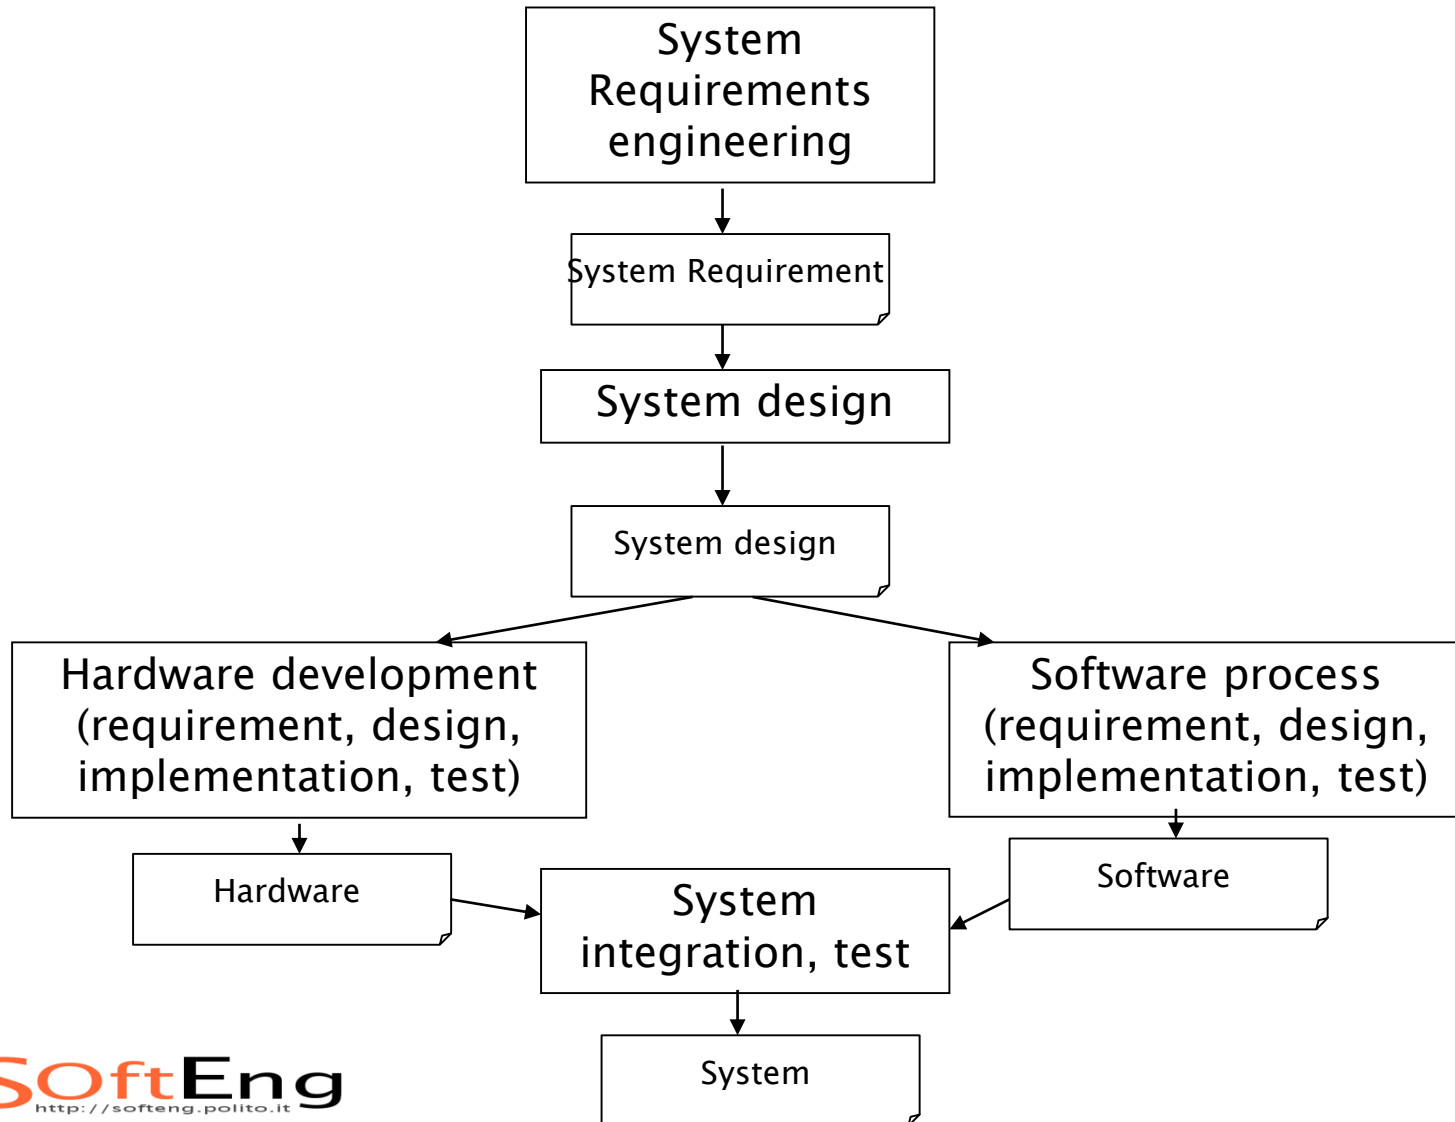 System
Requirements
engineering
System Requirement
System design
System design
Hardware development
(requirement, design,
implementation, test)
Software process
(requirement, design,
implementation, test)
Hardware
System
integration, test
Software
System
SOftEng
http://softeng.polito.it